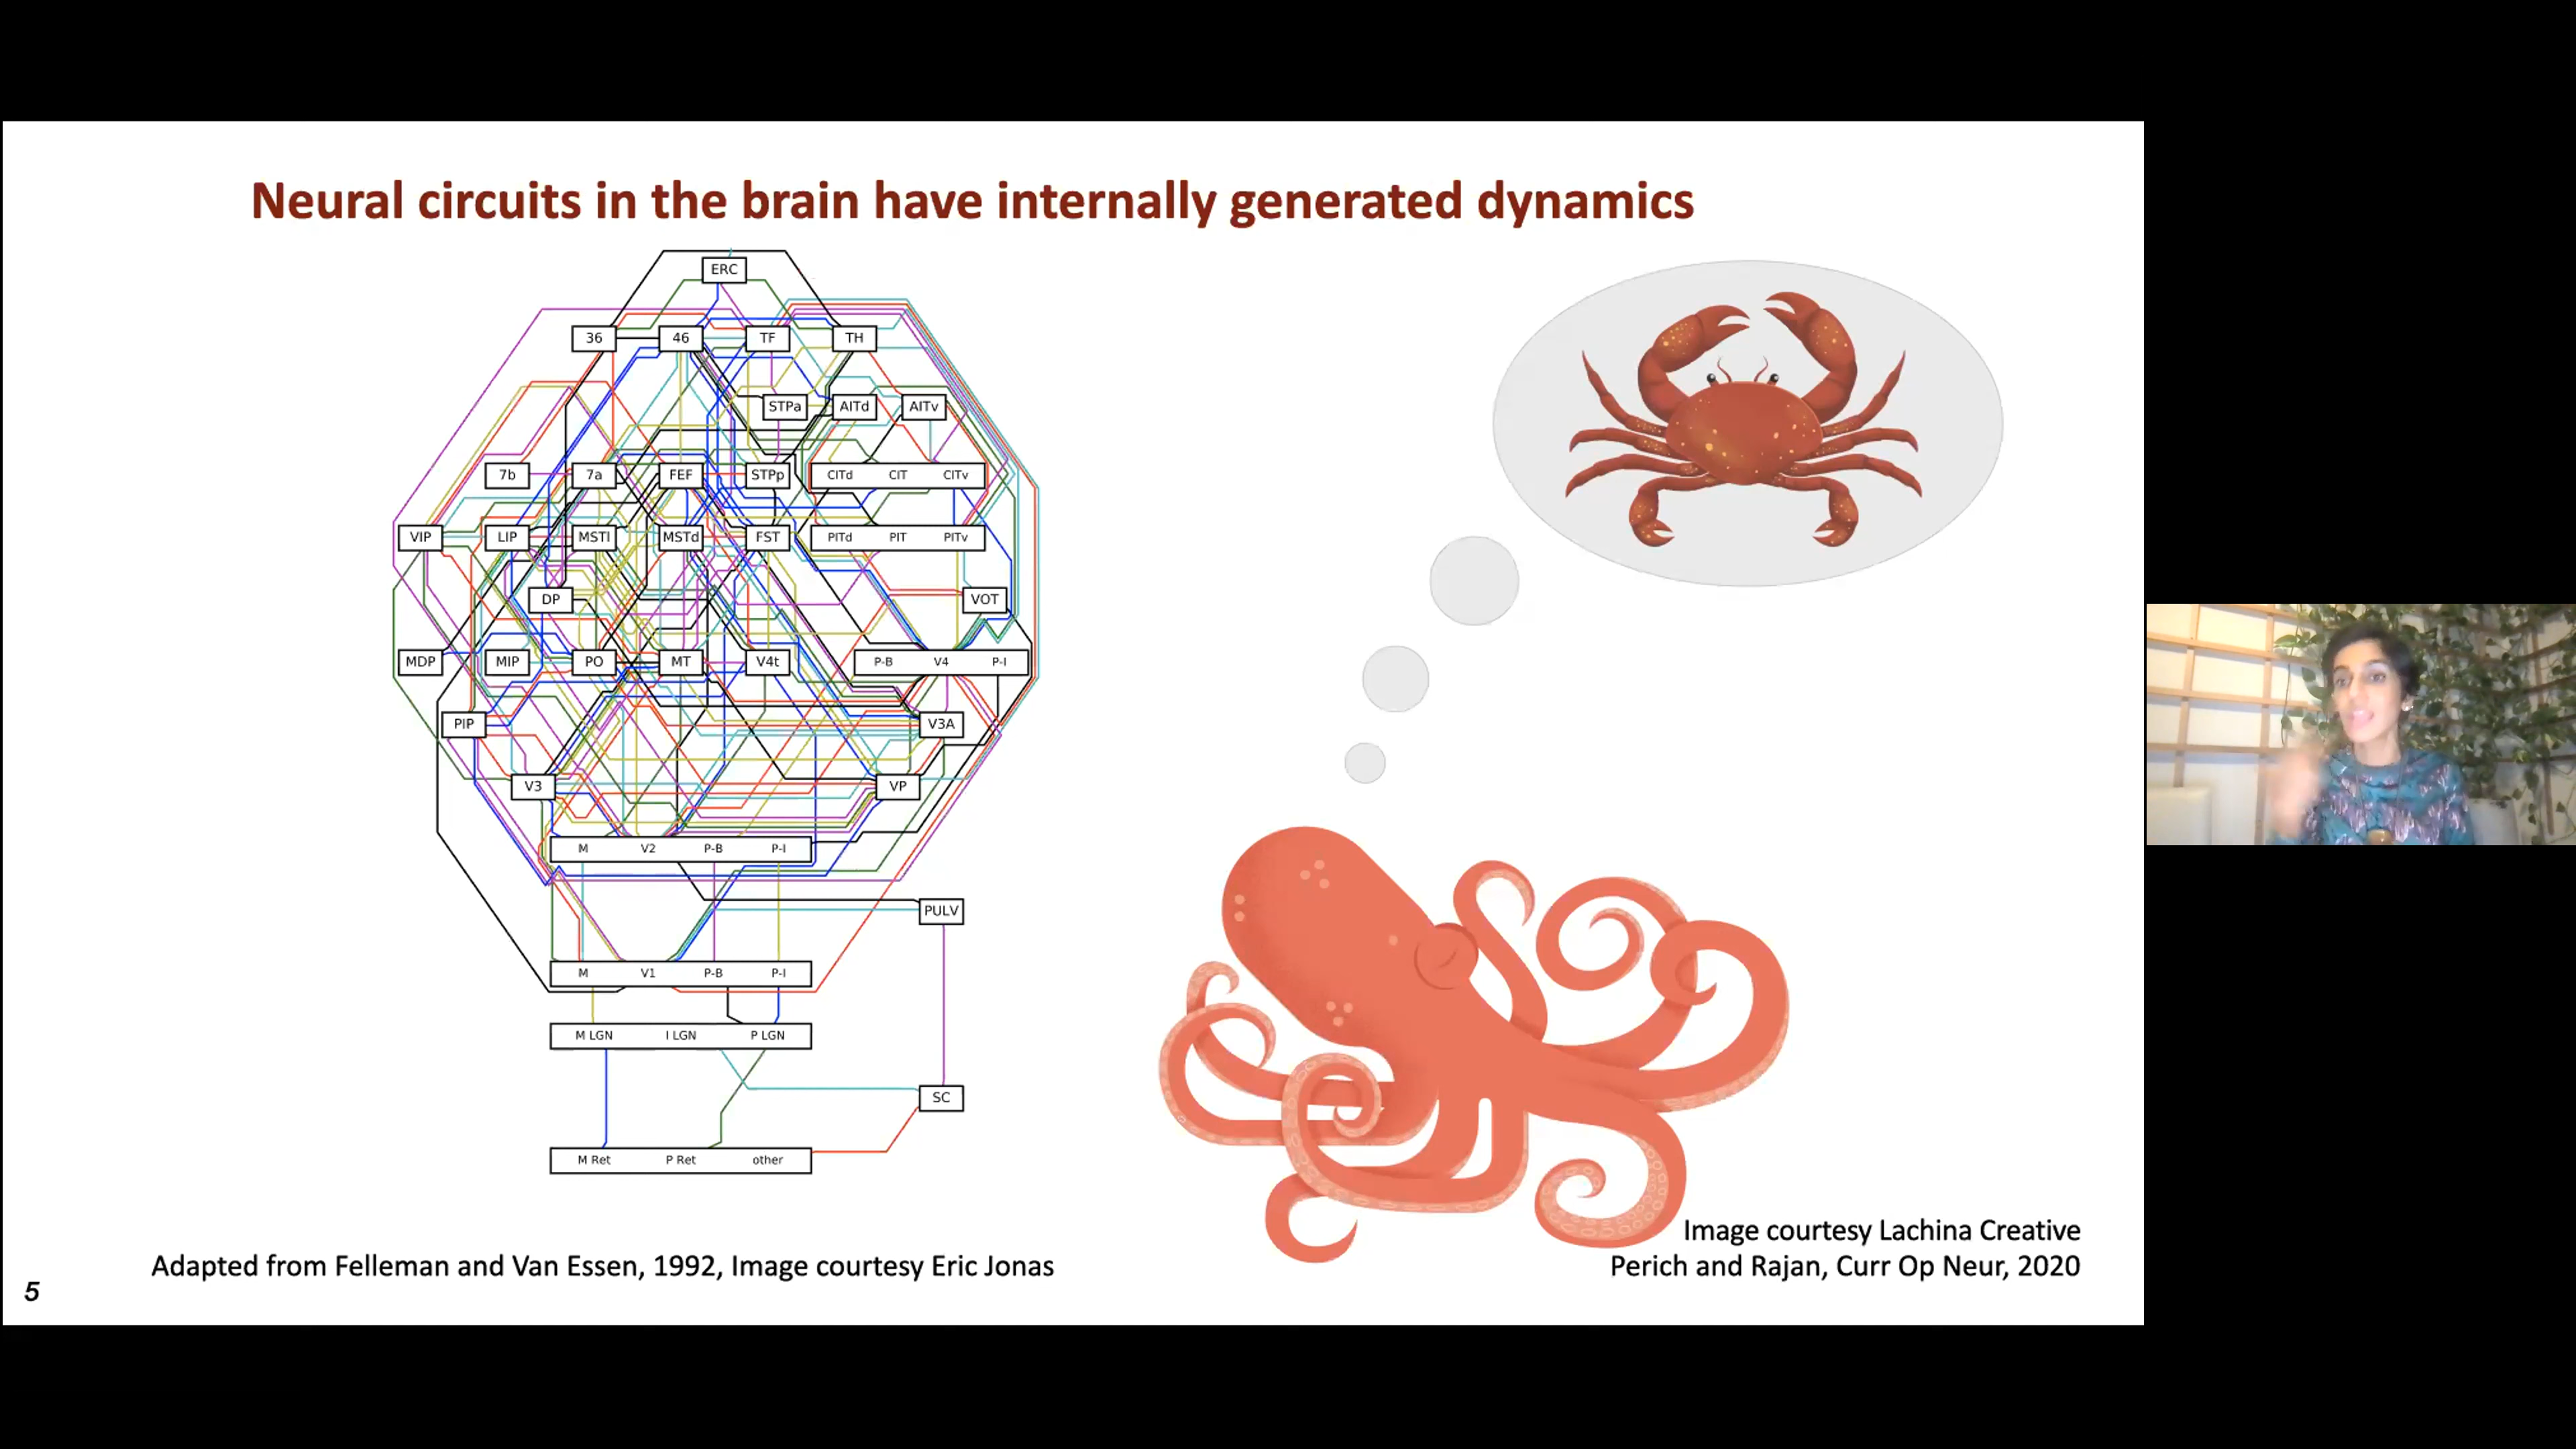 Neural circuits in the brain have internally generated dynamics
ERC
36 46 TF TH
STPa AITd AITv
7b 7a FEF STPp CITd CIT CITv
VIP LIP MSTl MSTd FST PITd PIT PITv
DP VOT
MDP MIP PO MT V4t P-B V4 P-I
PIP V3A
V3 VP
M V2 P-B P-I
PULV
M V1 P-B P-I
M LGN I LGN P LGN
SC
M Ret P Ret other
Image courtesy Lachina Creative
Adapted from Felleman and Van Essen, 1992, Image courtesy Eric Jonas
Perich and Rajan, Curr Op Neur, 2020
5